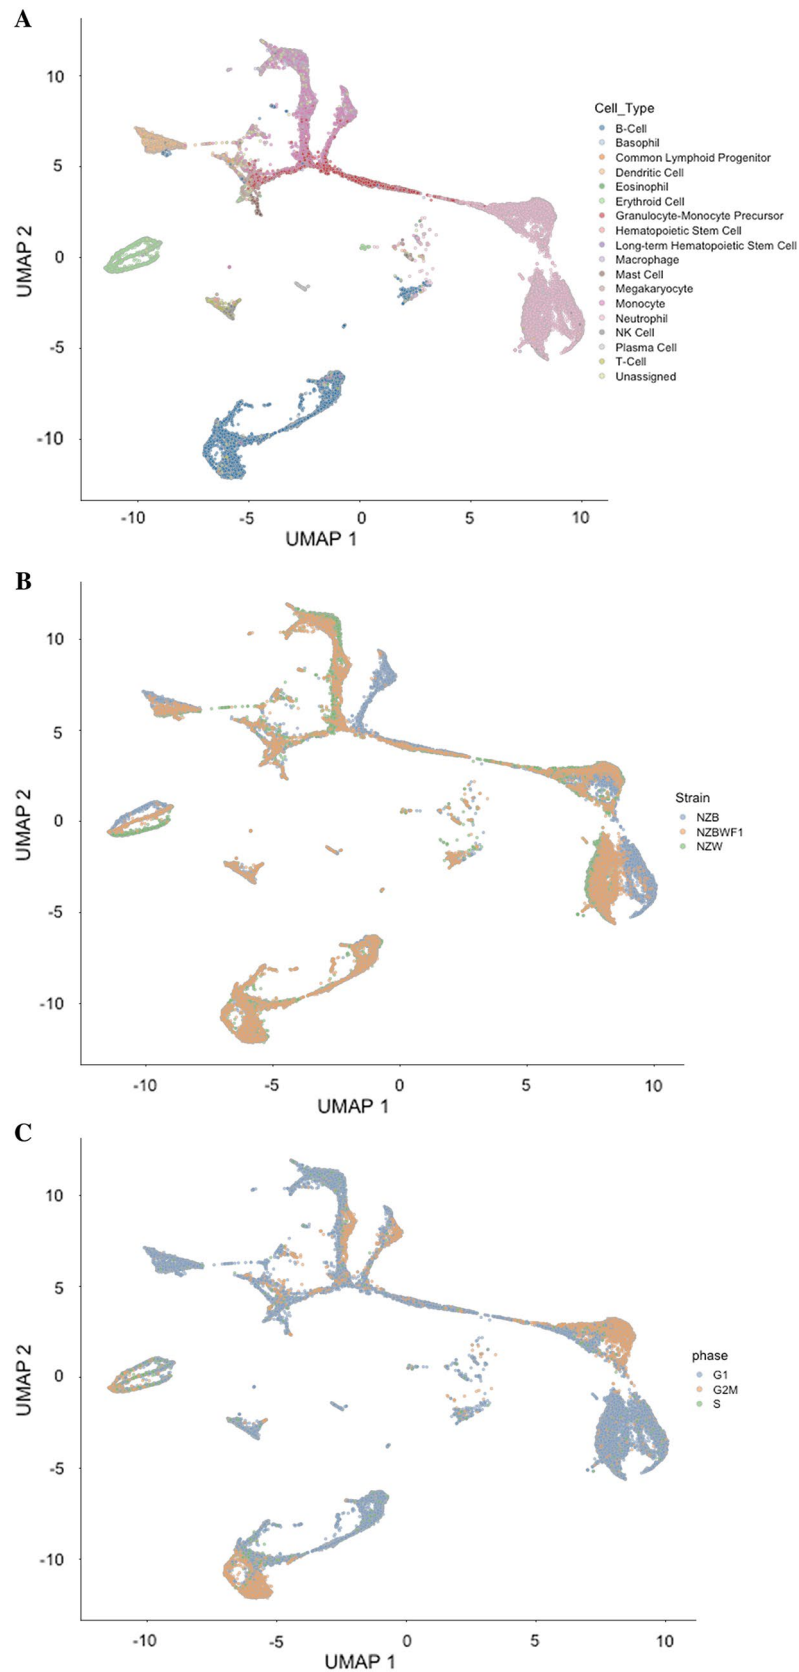 A
10
5
0
-5
-10
UMAP 2
-10 -5 0 5 10
UMAP 1
Cell_Type
B-Cell
Basophil
Common Lymphoid Progenitor
Dendritic Cell
Eosinophil
Erythroid Cell
Granulocyte-Monocyte Precursor
Hematopoietic Stem Cell
Long-term Hematopoietic Stem Cell
Macrophage
Mast Cell
Megakaryocyte
Monocyte
Neutrophil
NK Cell
Plasma Cell
T-Cell
Unassigned
B
10
5
0
-5
-10
UMAP 2
-10 -5 0 5 10
UMAP 1
Strain
NZB
NZBWF1
NZW
C
10
5
0
-5
-10
UMAP 2
-10 -5 0 5 10
UMAP 1
phase
G1
G2M
S